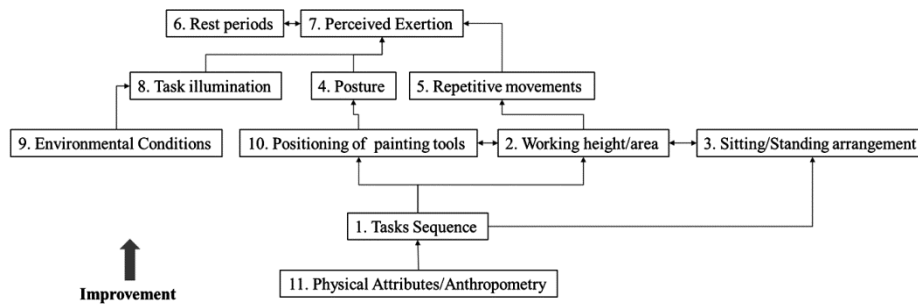 6. Rest periods
7. Perceived Exertion
8. Task illumination
4. Posture
5. Repetitive movements
9. Environmental Conditions
10. Positioning of painting tools
2. Working height/area
3. Sitting/Standing arrangement
1. Tasks Sequence
11. Physical Attributes/Anthropometry
Improvement